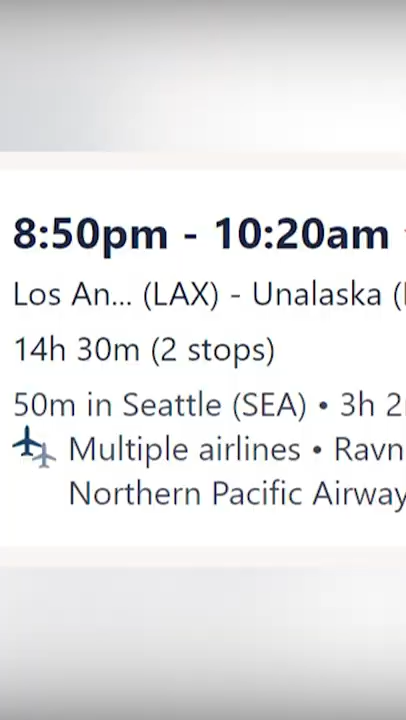 8:50pm - 10:20am
Los An... (LAX) - Unalaska (
14h 30m (2 stops)
50m in Seattle (SEA) • 3h 2
Multiple airlines • Ravn
Northern Pacific Airway